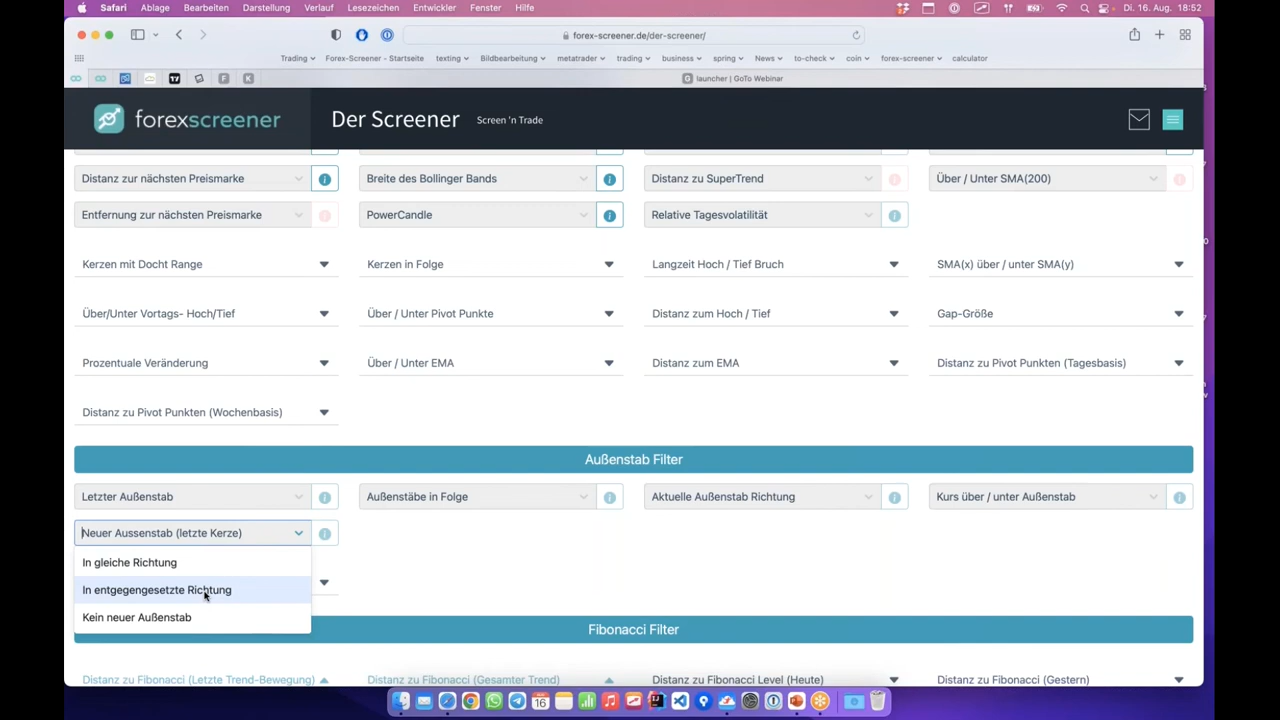 Safari Ablage Bearbeiten Darstellung Verlauf Lesezeichen Entwickler Fenster Hilfe Di. 16. Aug. 18:52
forex-screener.de/der-screener/
Trading Forex-Screener - Startseite texting Bildbearbeitung metatrader trading business spring News to-check coin forex-screener calculator
launcher | GoTo Webinar
forexscreener Der Screener Screen 'n Trade
Distanz zur nächsten Preismarke Breite des Bollinger Bands Distanz zu SuperTrend Über / Unter SMA(200)
Entfernung zur nächsten Preismarke PowerCandle Relative Tagesvolatilität
Kerzen mit Docht Range Kerzen in Folge Langzeit Hoch / Tief Bruch SMA(x) über / unter SMA(y)
Über/Unter Vortags- Hoch/Tief Über / Unter Pivot Punkte Distanz zum Hoch / Tief Gap-Größe
Prozentuale Veränderung Über / Unter EMA Distanz zum EMA Distanz zu Pivot Punkten (Tagesbasis)
Distanz zu Pivot Punkten (Wochenbasis)
Außenstab Filter
Letzter Außenstab Außenstäbe in Folge Aktuelle Außenstab Richtung Kurs über / unter Außenstab
Neuer Aussenstab (letzte Kerze)
In gleiche Richtung
In entgegengesetzte Richtung
Kein neuer Außenstab
Fibonacci Filter
Distanz zu Fibonacci (Letzte Trend-Bewegung) Distanz zu Fibonacci (Gesamter Trend) Distanz zu Fibonacci Level (Heute) Distanz zu Fibonacci (Gestern)